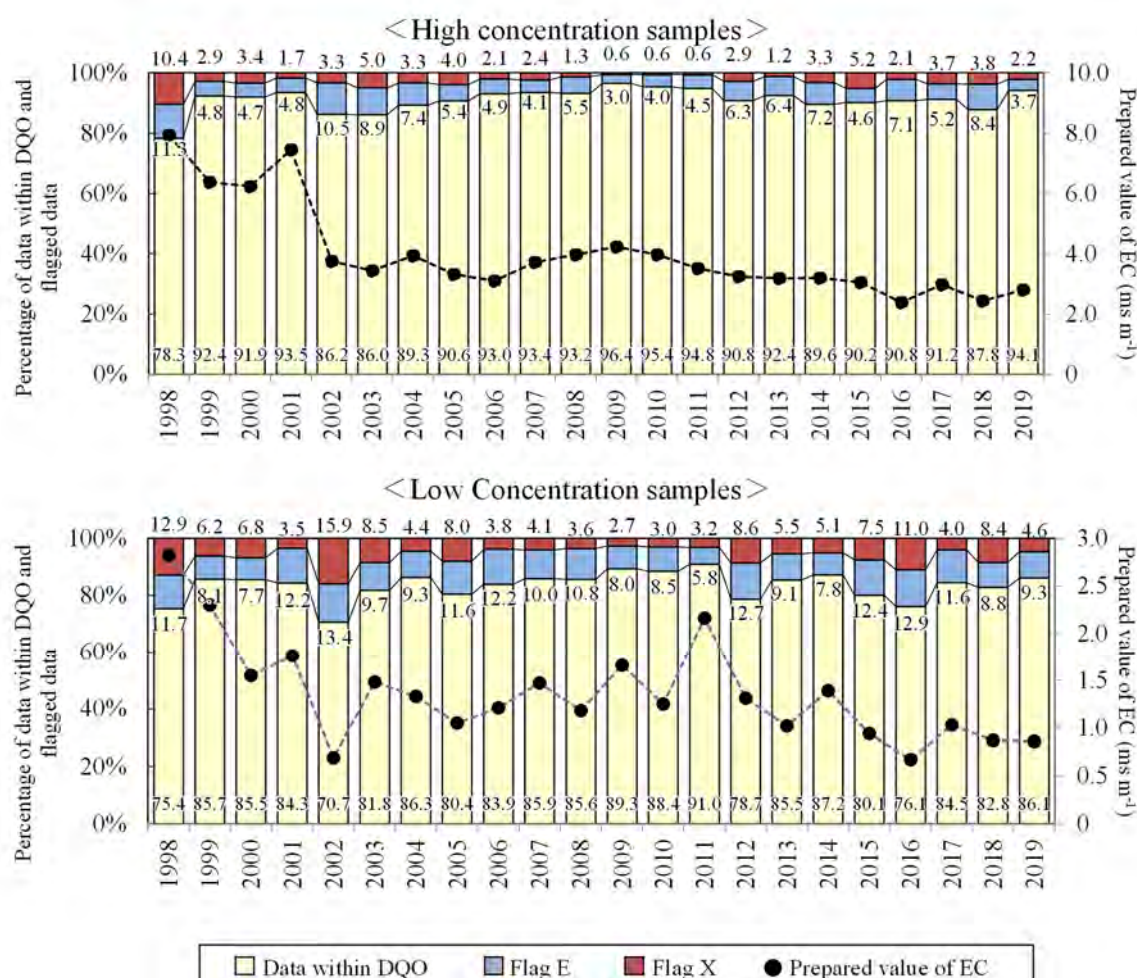 < High concentration samples >
10.4 2.9 3.4 1.7 3.3 5.0 3.3 4.0 2.1 2.4 1.3 0.6 0.6 0.6 2.9 1.2 3.3 5.2 2.1 3.7 3.8 2.2
100% 80% 60% 40% 20% 0%
Percentage of data within DQO and
flagged data
11.3 4.8 4.7 4.8 10.5 8.9 7.4 5.4 4.9 4.1 5.5 3.0 4.0 4.5 6.3 6.4 7.2 4.6 7.1 5.2 8.4 3.7
78.3 92.4 91.9 93.5 86.2 86.0 89.3 90.6 93.0 93.4 93.2 96.4 95.4 94.8 90.8 92.4 89.6 90.2 90.8 91.2 87.8 94.1
10.0 8.0 6.0 4.0 2.0 0
Prepared value of EC (ms m⁻¹)
1998 1999 2000 2001 2002 2003 2004 2005 2006 2007 2008 2009 2010 2011 2012 2013 2014 2015 2016 2017 2018 2019
< Low Concentration samples >
12.9 6.2 6.8 3.5 15.9 8.5 4.4 8.0 3.8 4.1 3.6 2.7 3.0 3.2 8.6 5.5 5.1 7.5 11.0 4.0 8.4 4.6
100% 80% 60% 40% 20% 0%
Percentage of data within DQO and
flagged data
11.7 8.1 7.7 12.2 13.4 9.7 9.3 11.6 12.2 10.0 10.8 8.0 8.5 5.8 12.7 9.1 7.8 12.4 12.9 11.6 8.8 9.3
75.4 85.7 85.5 84.3 70.7 81.8 86.3 80.4 83.9 85.9 85.6 89.3 88.4 91.0 78.7 85.5 87.2 80.1 76.1 84.5 82.8 86.1
3.0 2.5 2.0 1.5 1.0 0.5 0
Prepared value of EC (ms m⁻¹)
1998 1999 2000 2001 2002 2003 2004 2005 2006 2007 2008 2009 2010 2011 2012 2013 2014 2015 2016 2017 2018 2019
Data within DQO Flag E Flag X Prepared value of EC